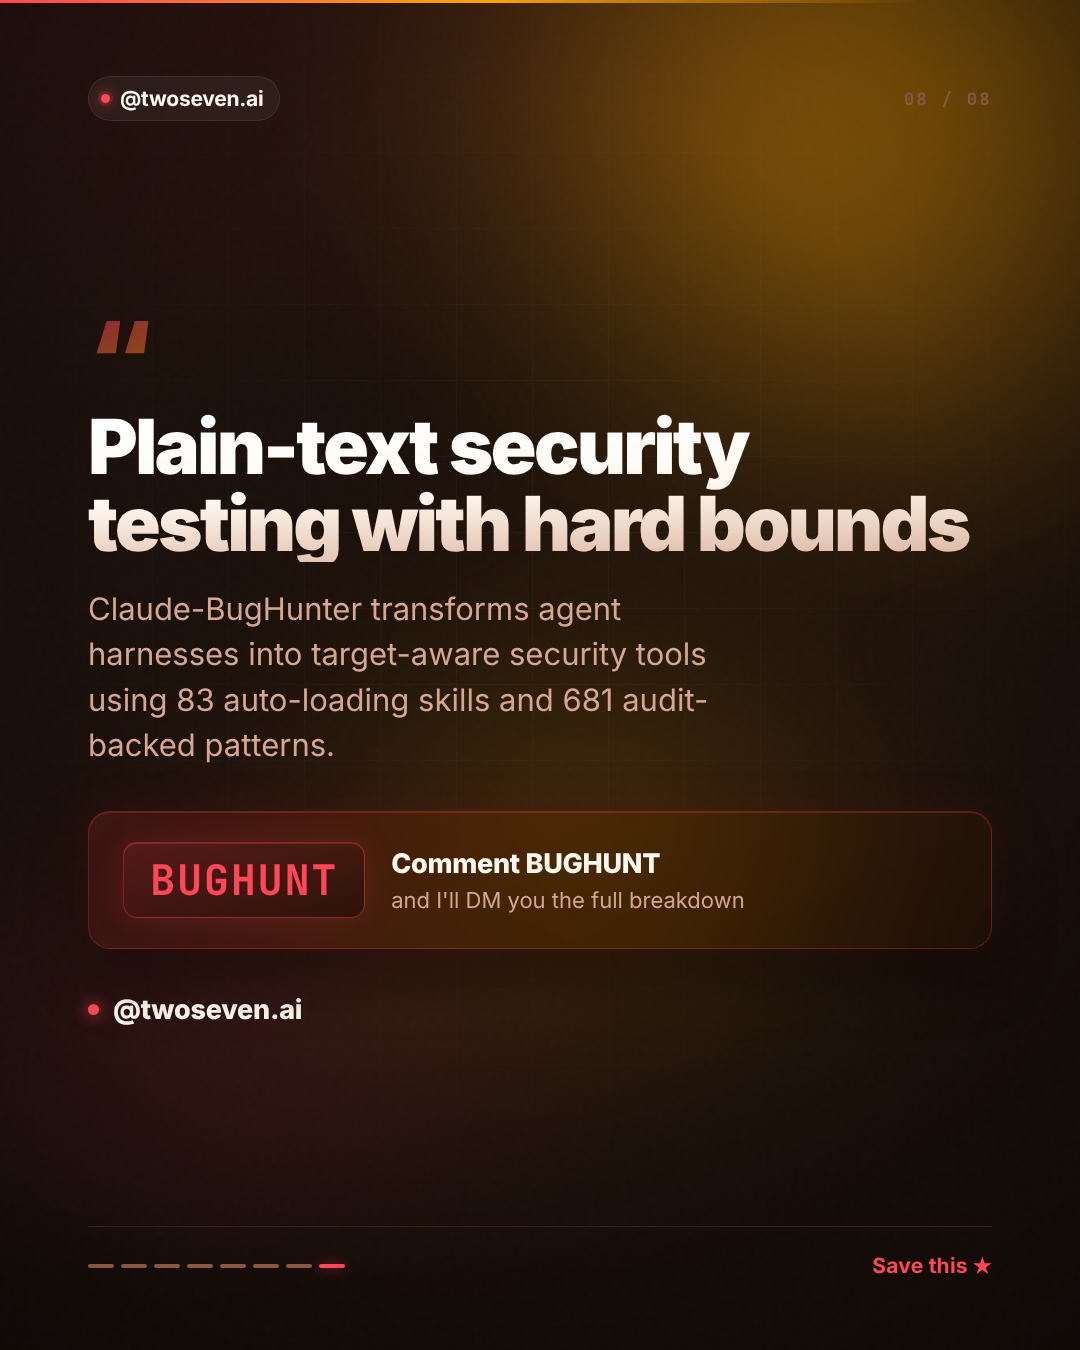 @twoseven.ai
08 / 08
“
Plain-text security
testing with hard bounds
Claude-BugHunter transforms agent
harnesses into target-aware security tools
using 83 auto-loading skills and 681 audit-
backed patterns.
BUGHUNT
Comment BUGHUNT
and I'll DM you the full breakdown
@twoseven.ai
Save this ★